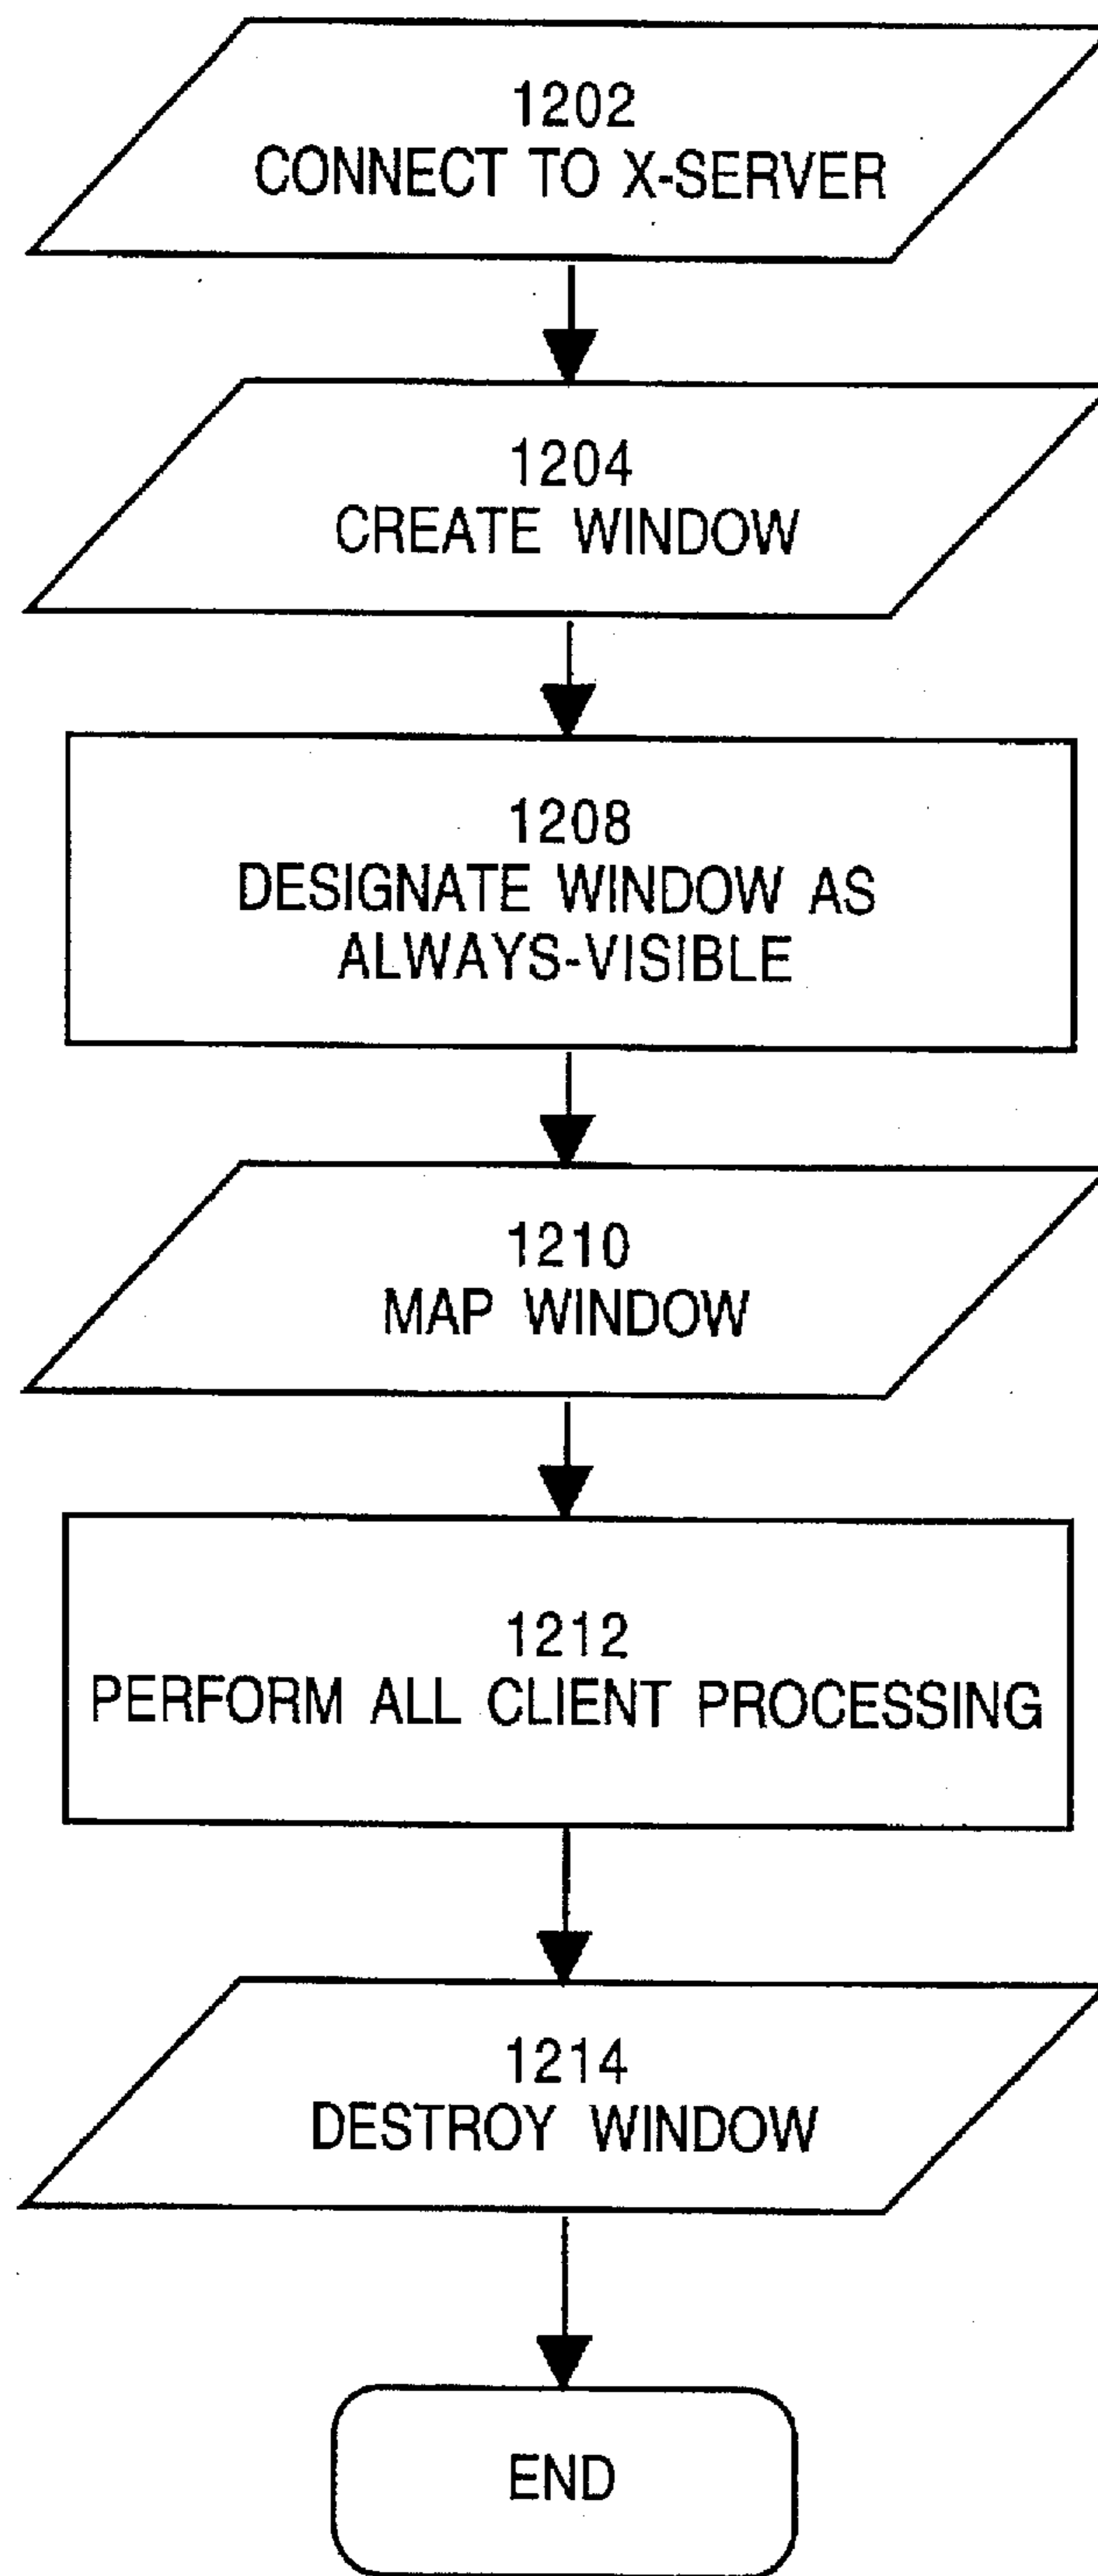 1202
CONNECT TO X-SERVER
1204
CREATE WINDOW
1208
DESIGNATE WINDOW AS
ALWAYS-VISIBLE
1210
MAP WINDOW
1212
PERFORM ALL CLIENT PROCESSING
1214
DESTROY WINDOW
END